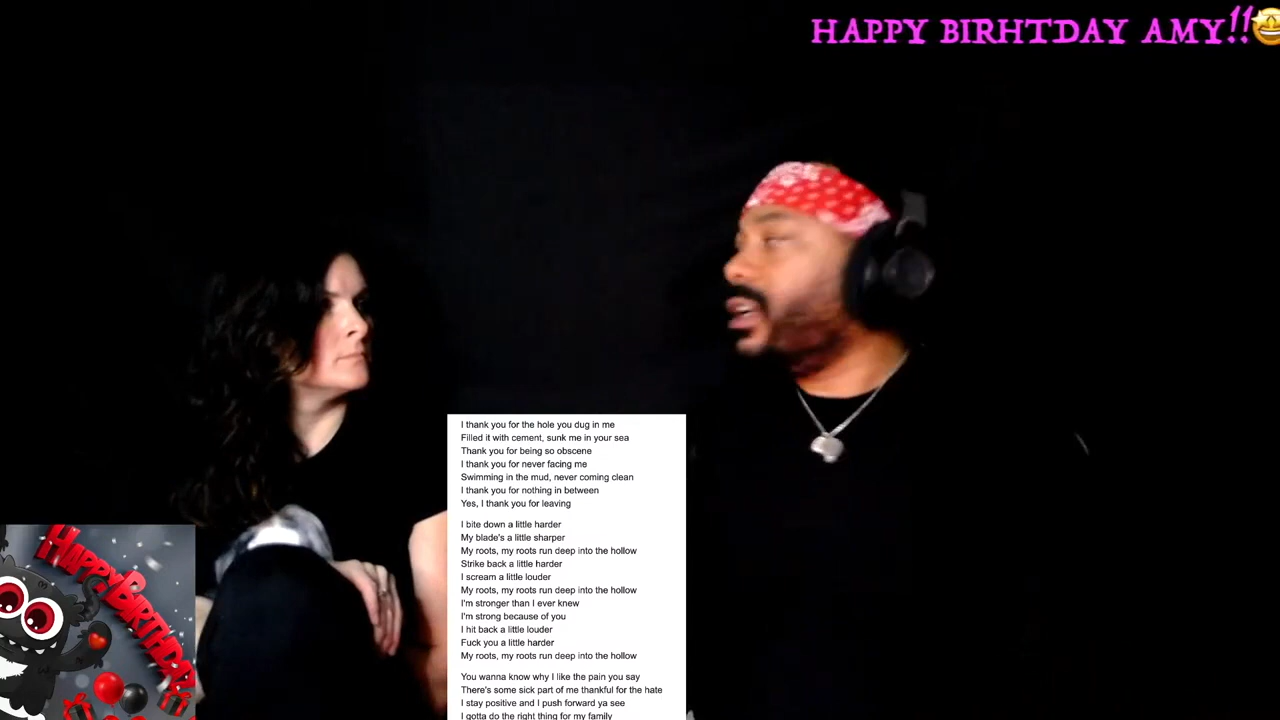 HAPPY BIRHTDAY AMY!!
I thank you for the hole you dug in me
Filled it with cement, sunk me in your sea
Thank you for being so obscene
I thank you for never facing me
Swimming in the mud, never coming clean
I thank you for nothing in between
Yes, I thank you for leaving
I bite down a little harder
My blade's a little sharper
My roots, my roots run deep into the hollow
Strike back a little harder
I scream a little louder
My roots, my roots run deep into the hollow
I'm stronger than I ever knew
I'm strong because of you
I hit back a little louder
Fuck you a little harder
My roots, my roots run deep into the hollow
You wanna know why I like the pain you say
There's some sick part of me thankful for the hate
I stay positive and I push forward ya see
I gotta do the right thing for my family
Happy Birthday